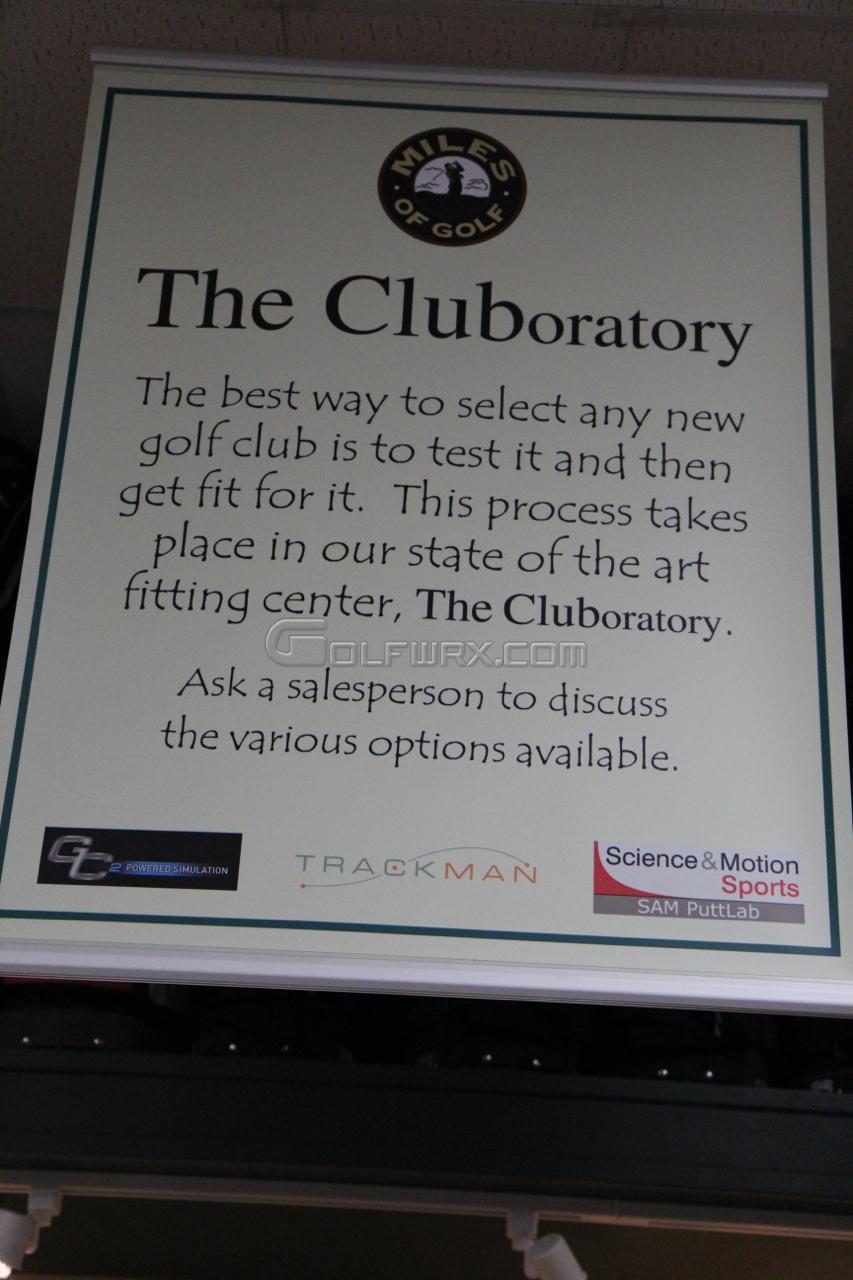 MILES
OF GOLF
The Cluboratory
The best way to select any new
golf club is to test it and then
get fit for it. This process takes
place in our state of the art
fitting center, The Cluboratory.
GOLFWRX.COM
Ask a salesperson to discuss
the various options available.
GC2 POWERED SIMULATION
TRACKMAN
Science&Motion
Sports
SAM PuttLab